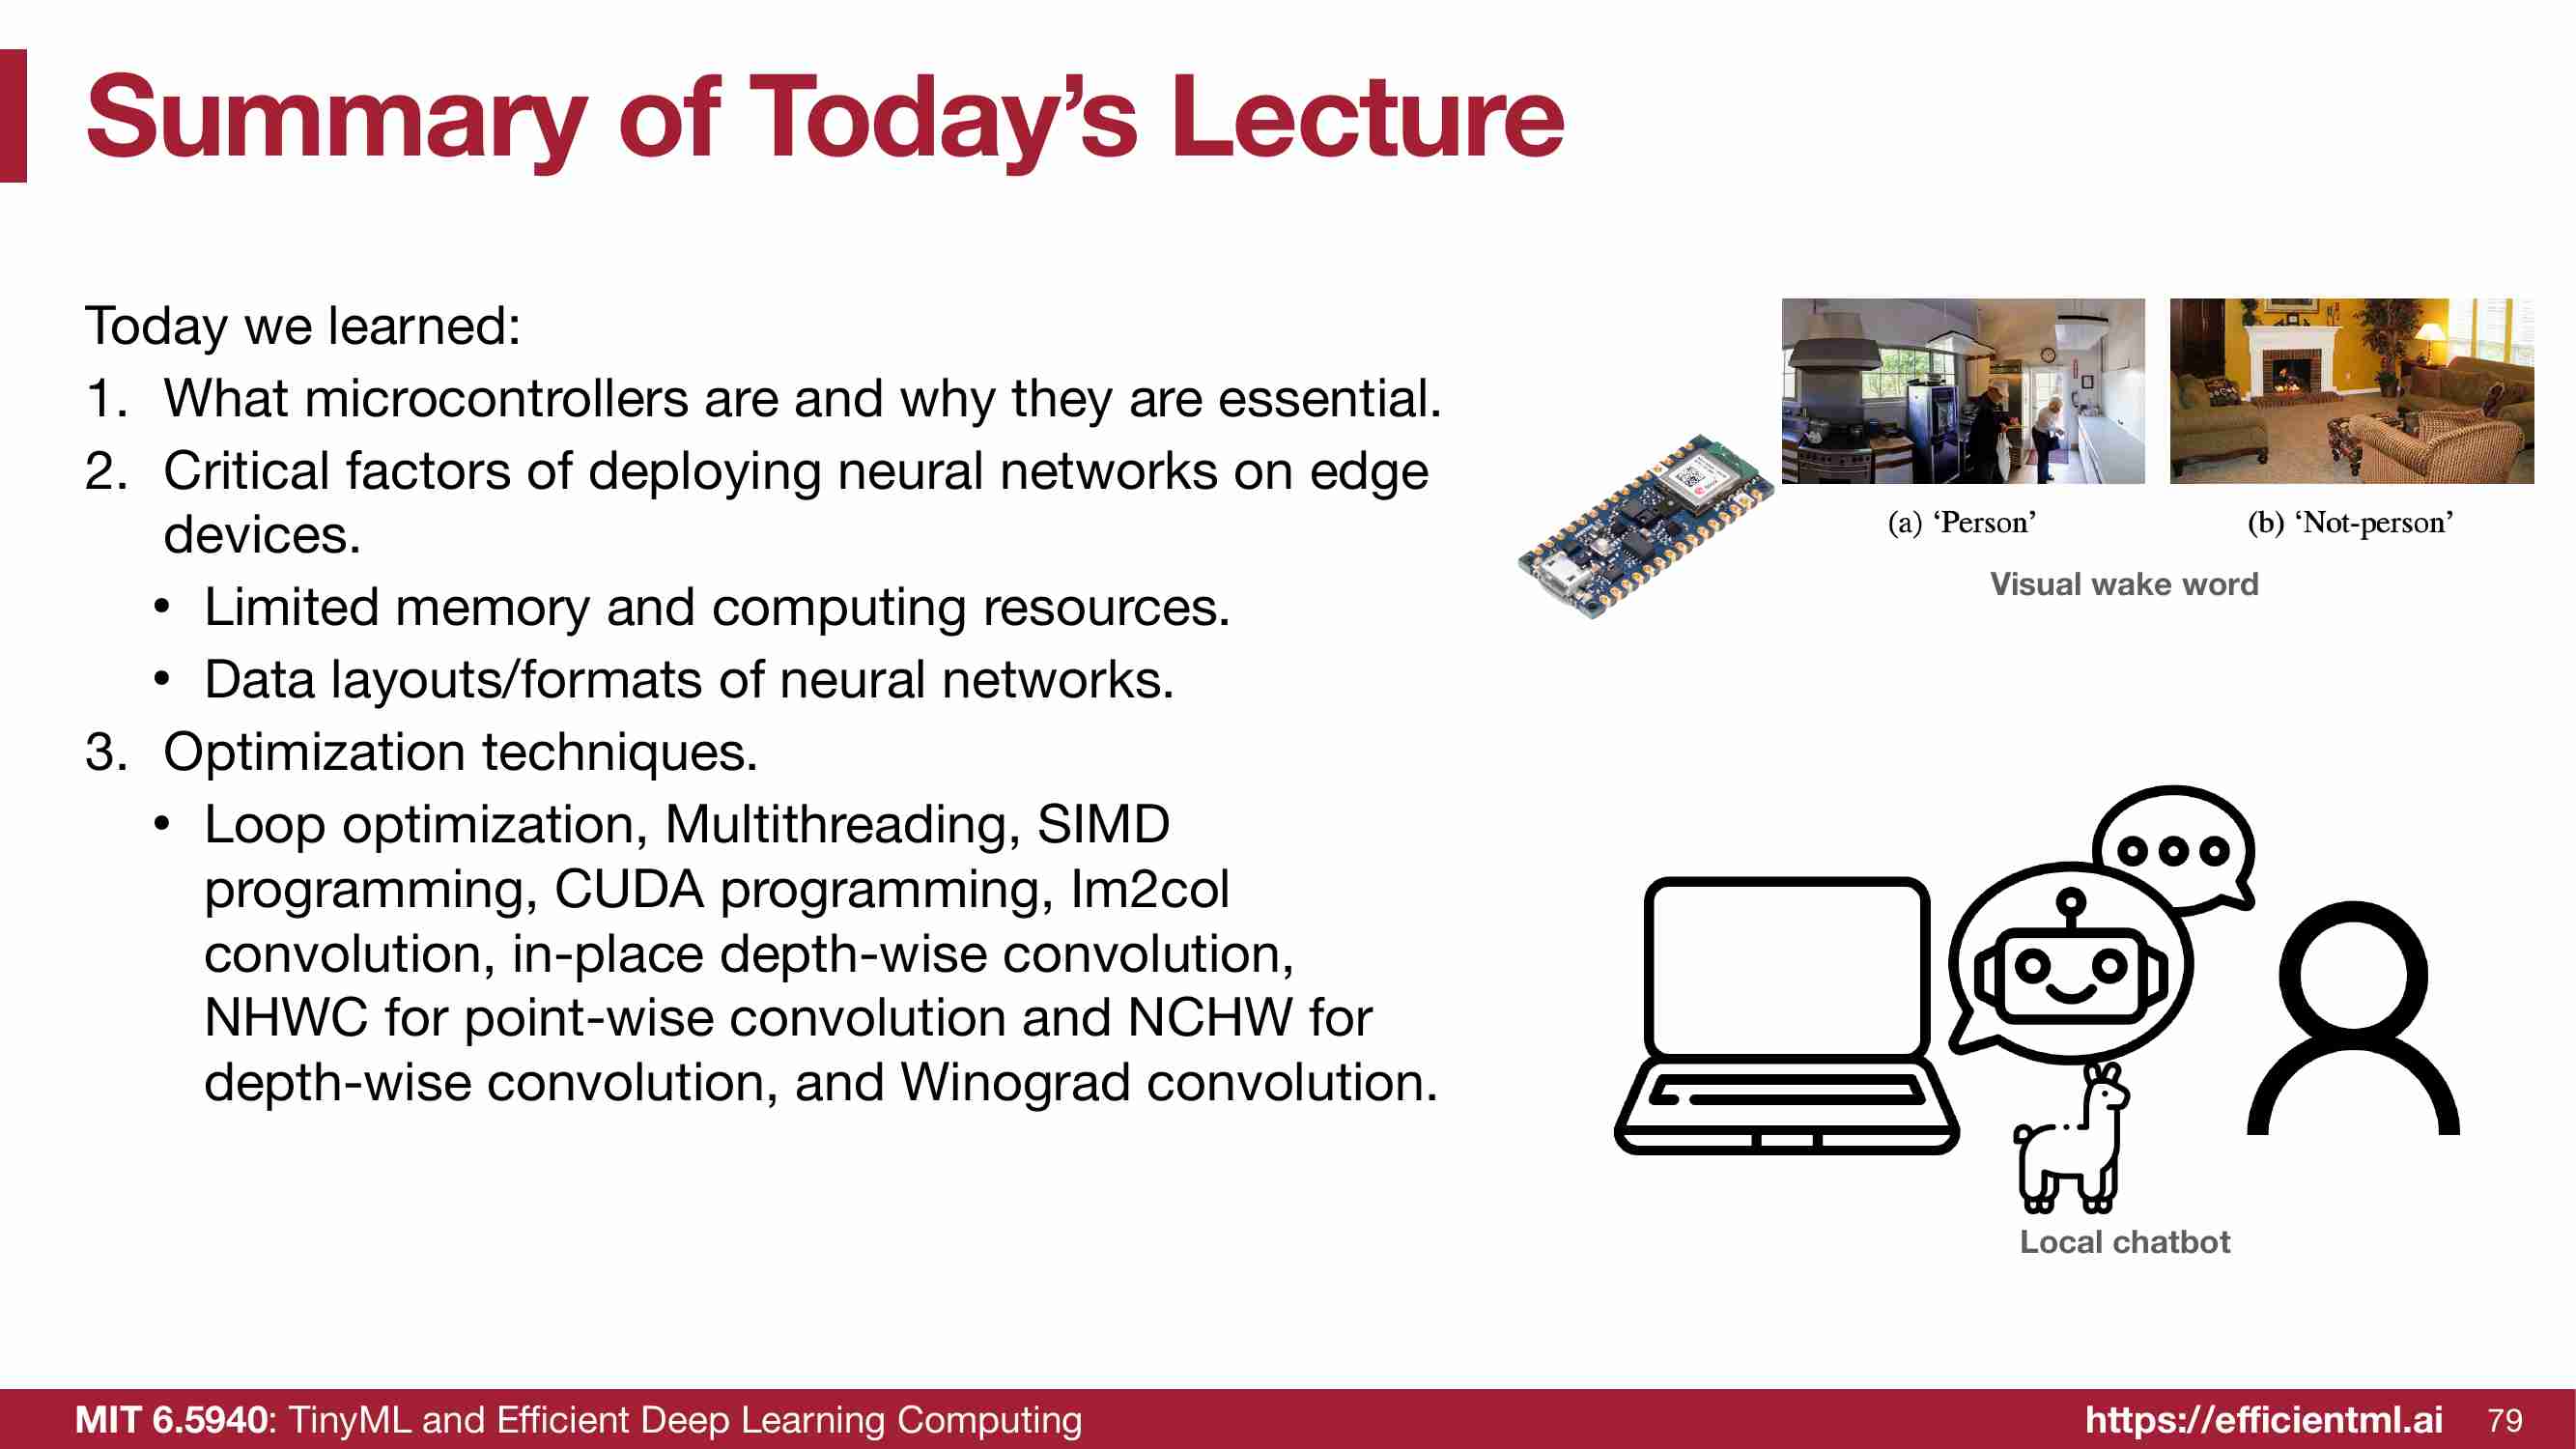 Summary of Today’s Lecture
Today we learned:
1. What microcontrollers are and why they are essential.
2. Critical factors of deploying neural networks on edge
devices.
• Limited memory and computing resources.
• Data layouts/formats of neural networks.
3. Optimization techniques.
• Loop optimization, Multithreading, SIMD
programming, CUDA programming, Im2col
convolution, in-place depth-wise convolution,
NHWC for point-wise convolution and NCHW for
depth-wise convolution, and Winograd convolution.
(a) ‘Person’
(b) ‘Not-person’
Visual wake word
Local chatbot
MIT 6.5940: TinyML and Efficient Deep Learning Computing
https://efficientml.ai
79